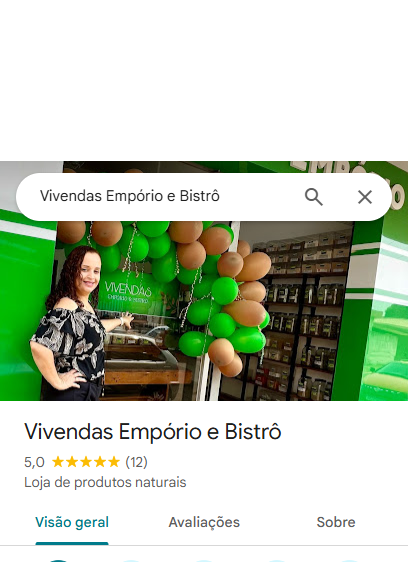 EMPÓRIO
Vivendas Empório e Bistrô
VIVENDAS
EMPÓRIO E BISTRÔ
Vivendas Empório e Bistrô
5,0 (12)
Loja de produtos naturais
Visão geral
Avaliações
Sobre